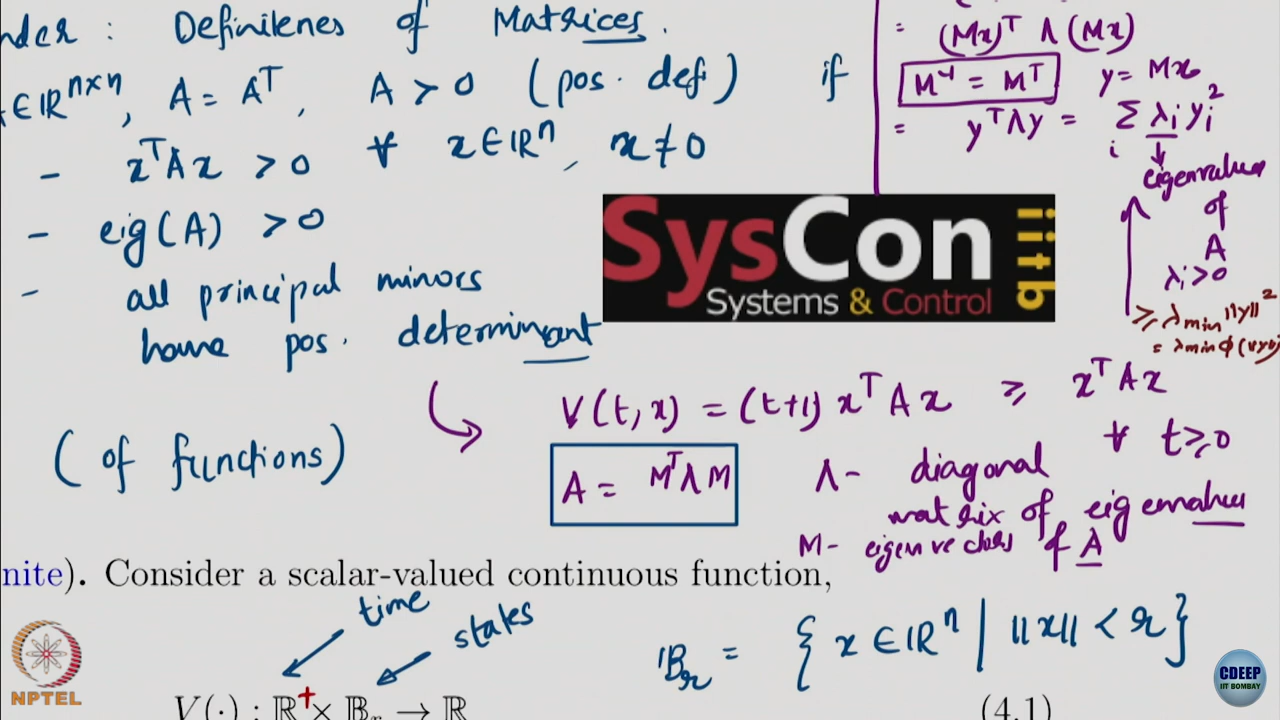 nder : Definitenes of Matrices.
∈ ℝ^{n×n}, A = A^T, A > 0 (pos. def) if
- x^T A x > 0 ∀ x ∈ ℝ^n, x ≠ 0
- eig(A) > 0
- all principal minors
have pos. determinant
(of functions)
= (Mx)^T Λ (Mx)
M^{-1} = M^T y = Mx
= y^T Λ y = Σ_i λ_i y_i^2
eigenvalues
of
A
λ_i > 0
≥ λ_min ||y||^2
= λ_min φ(||y||)
SysCon
Systems & Control
iitb
V(t, x) = (t+1) x^T A x ≥ x^T A x
∀ t ≥ 0
A = M^T Λ M
Λ - diagonal
matrix of eigenvalues
M - eigenvectors of A
nite). Consider a scalar-valued continuous function,
time
states
𝔹_r = { x ∈ ℝ^n | ||x|| < r }
V(·) : ℝ^+ × 𝔹_r → ℝ (4.1)
NPTEL
CDEEP
IIT BOMBAY